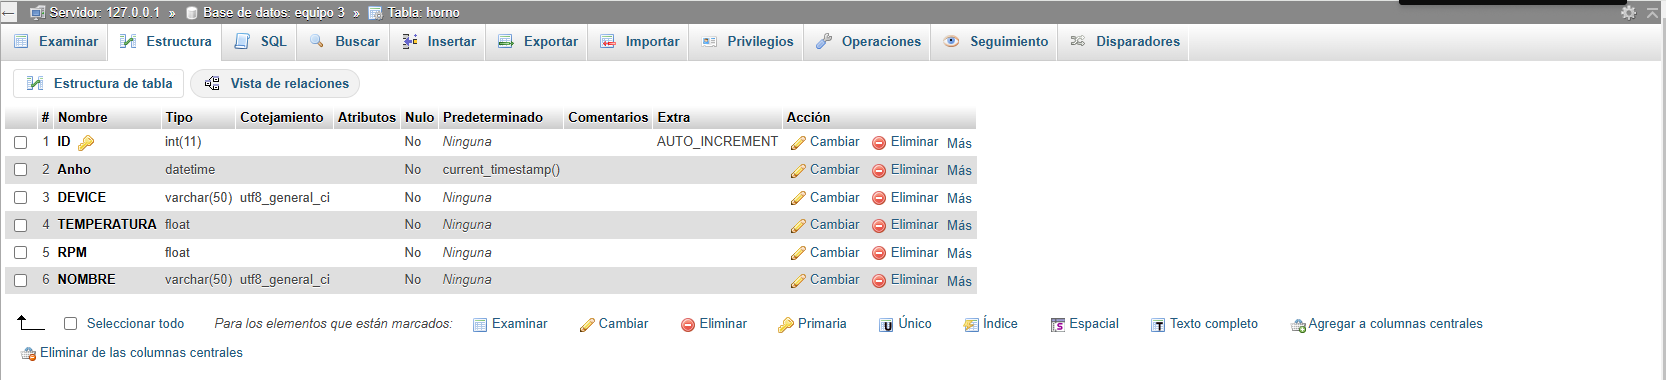 Servidor: 127.0.0.1 » Base de datos: equipo 3 » Tabla: horno
Examinar Estructura SQL Buscar Insertar Exportar Importar Privilegios Operaciones Seguimiento Disparadores
Estructura de tabla Vista de relaciones
# Nombre Tipo Cotejamiento Atributos Nulo Predeterminado Comentarios Extra Acción
1 ID int(11) No Ninguna AUTO_INCREMENT Cambiar Eliminar Más
2 Anho datetime No current_timestamp() Cambiar Eliminar Más
3 DEVICE varchar(50) utf8_general_ci No Ninguna Cambiar Eliminar Más
4 TEMPERATURA float No Ninguna Cambiar Eliminar Más
5 RPM float No Ninguna Cambiar Eliminar Más
6 NOMBRE varchar(50) utf8_general_ci No Ninguna Cambiar Eliminar Más
Seleccionar todo Para los elementos que están marcados: Examinar Cambiar Eliminar Primaria Único Índice Espacial Texto completo Agregar a columnas centrales
Eliminar de las columnas centrales